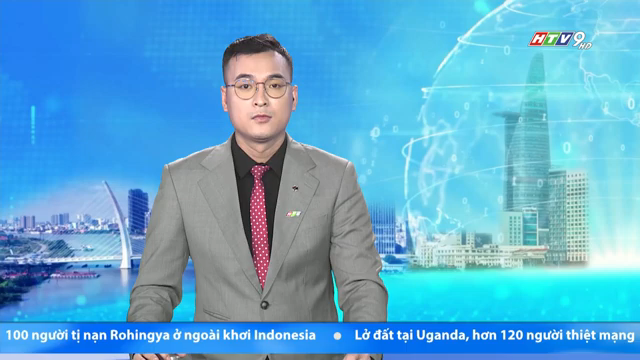 HTV9
HD
HTV
100 người tị nạn Rohingya ở ngoài khơi Indonesia • Lở đất tại Uganda, hơn 120 người thiệt mạng